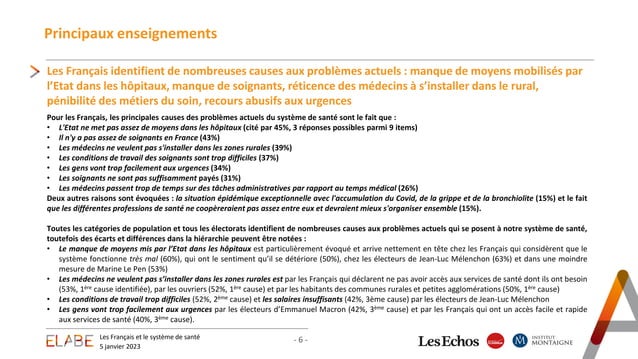 Principaux enseignements
Les Français identifient de nombreuses causes aux problèmes actuels : manque de moyens mobilisés par
l'Etat dans les hôpitaux, manque de soignants, réticence des médecins à s'installer dans le rural,
pénibilité des métiers du soin, recours abusifs aux urgences
Pour les Français, les principales causes des problèmes actuels du système de santé sont le fait que :
• L'Etat ne met pas assez de moyens dans les hôpitaux (cité par 45%, 3 réponses possibles parmi 9 items)
• Il n'y a pas assez de soignants en France (43%)
• Les médecins ne veulent pas s'installer dans les zones rurales (39%)
• Les conditions de travail des soignants sont trop difficiles (37%)
• Les gens vont trop facilement aux urgences (34%)
• Les soignants ne sont pas suffisamment payés (31%)
• Les médecins passent trop de temps sur des tâches administratives par rapport au temps médical (26%)
Deux autres raisons sont évoquées : la situation épidémique exceptionnelle avec l'accumulation du Covid, de la grippe et de la bronchiolite (15%) et le fait
que les différentes professions de santé ne coopèreraient pas assez entre eux et devraient mieux s'organiser ensemble (15%).
Toutes les catégories de population et tous les électorats identifient de nombreuses causes aux problèmes actuels qui se posent à notre système de santé,
toutefois des écarts et différences dans la hiérarchie peuvent être notées :
• Le manque de moyens mis par l'Etat dans les hôpitaux est particulièrement évoqué et arrive nettement en tête chez les Français qui considèrent que le
système fonctionne très mal (60%), qui ont le sentiment qu'il se détériore (50%), chez les électeurs de Jean-Luc Mélenchon (63%) et dans une moindre
mesure de Marine Le Pen (53%)
• Les médecins ne veulent pas s'installer dans les zones rurales est par les Français qui déclarent ne pas avoir accès aux services de santé dont ils ont besoin
(53%, 1ère cause identifiée), par les ouvriers (52%, 1ère cause) et par les habitants des communes rurales et petites agglomérations (50%, 1ère cause)
• Les conditions de travail trop difficiles (52%, 2ème cause) et les salaires insuffisants (42%, 3ème cause) par les électeurs de Jean-Luc Mélenchon
• Les gens vont trop facilement aux urgences par les électeurs d'Emmanuel Macron (42%, 3ème cause) et par les Français qui ont un accès facile et rapide
aux services de santé (40%, 3ème cause).
ELABE
Les Français et le système de santé
5 janvier 2023
- 6 -
Les Echos
INSTITUT
MONTAIGNE